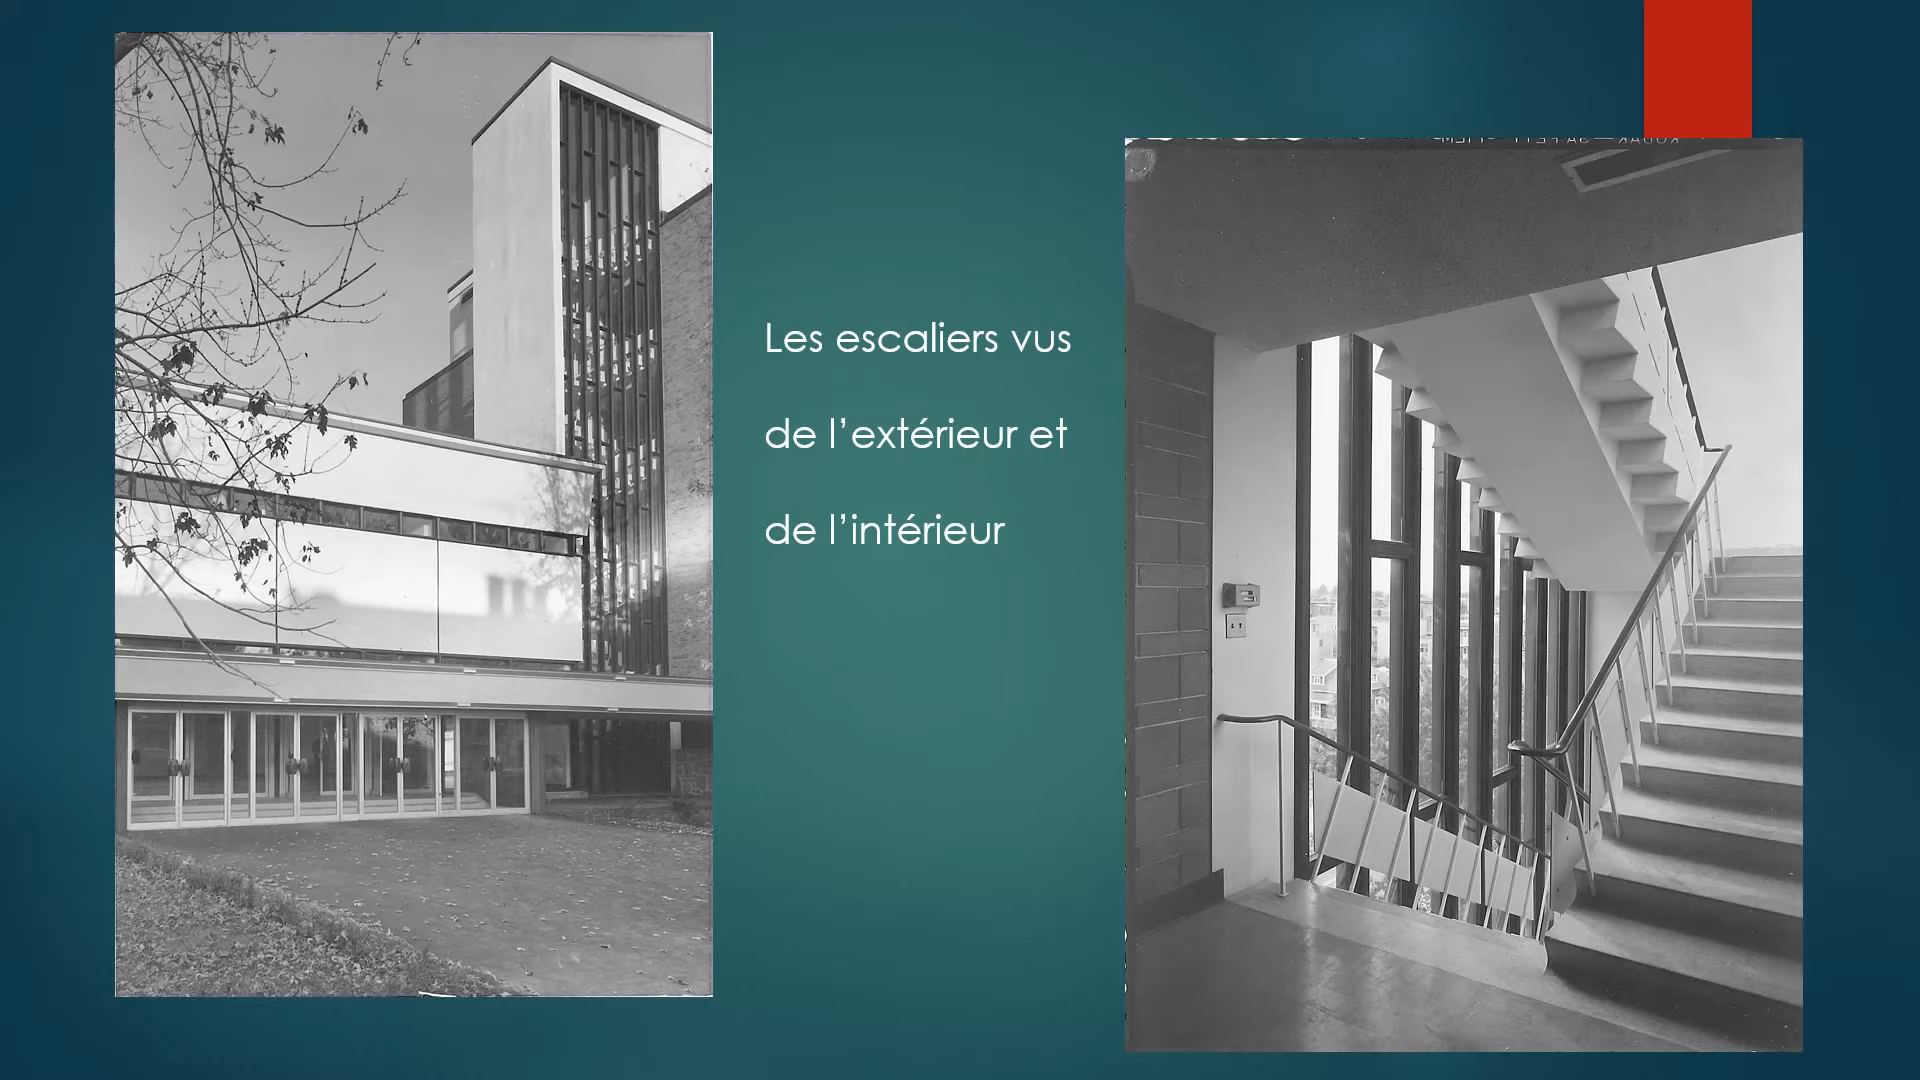 Les escaliers vus
de l’extérieur et
de l’intérieur